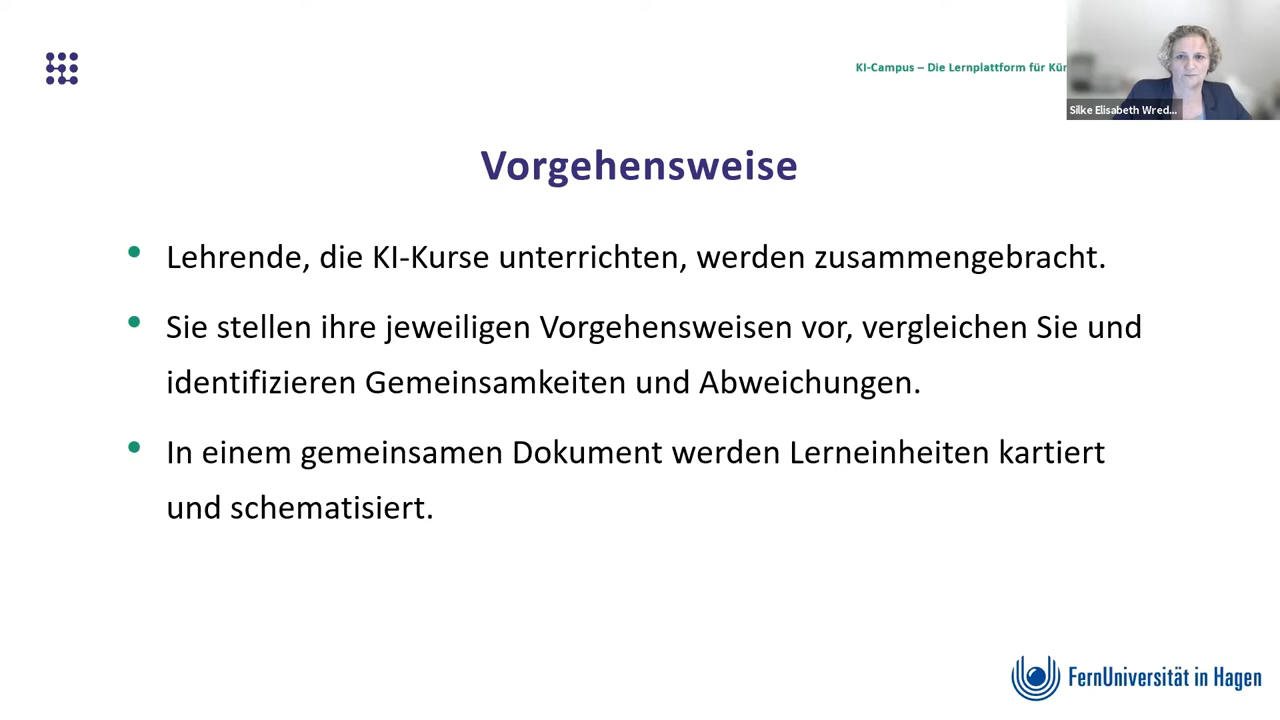 KI-Campus – Die Lernplattform für
Silke Elisabeth Wred...
Vorgehensweise
• Lehrende, die KI-Kurse unterrichten, werden zusammengebracht.
• Sie stellen ihre jeweiligen Vorgehensweisen vor, vergleichen Sie und
identifizieren Gemeinsamkeiten und Abweichungen.
• In einem gemeinsamen Dokument werden Lerneinheiten kartiert
und schematisiert.
FernUniversität in Hagen